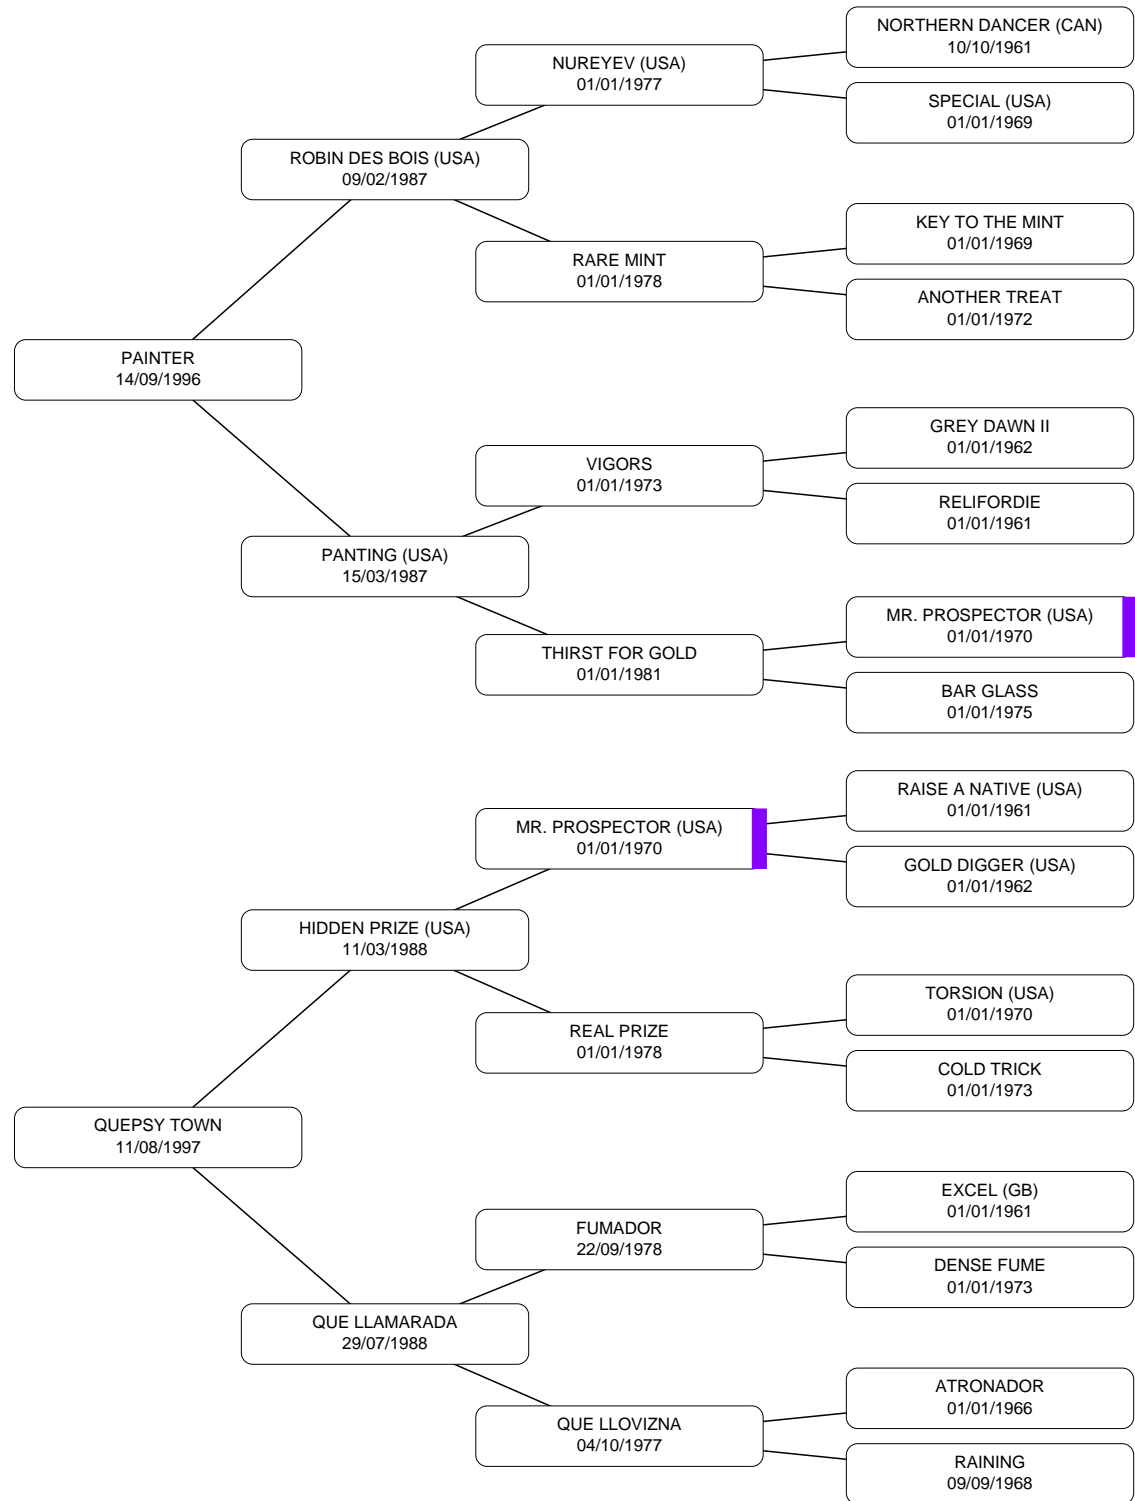 NORTHERN DANCER (CAN)
10/10/1961
NUREYEV (USA)
01/01/1977
SPECIAL (USA)
01/01/1969
ROBIN DES BOIS (USA)
09/02/1987
KEY TO THE MINT
01/01/1969
RARE MINT
01/01/1978
ANOTHER TREAT
01/01/1972
PAINTER
14/09/1996
GREY DAWN II
01/01/1962
VIGORS
01/01/1973
RELIFORDIE
01/01/1961
PANTING (USA)
15/03/1987
MR. PROSPECTOR (USA)
01/01/1970
THIRST FOR GOLD
01/01/1981
BAR GLASS
01/01/1975
RAISE A NATIVE (USA)
01/01/1961
MR. PROSPECTOR (USA)
01/01/1970
GOLD DIGGER (USA)
01/01/1962
HIDDEN PRIZE (USA)
11/03/1988
TORSION (USA)
01/01/1970
REAL PRIZE
01/01/1978
COLD TRICK
01/01/1973
QUEPSY TOWN
11/08/1997
EXCEL (GB)
01/01/1961
FUMADOR
22/09/1978
DENSE FUME
01/01/1973
QUE LLAMARADA
29/07/1988
ATRONADOR
01/01/1966
QUE LLOVIZNA
04/10/1977
RAINING
09/09/1968